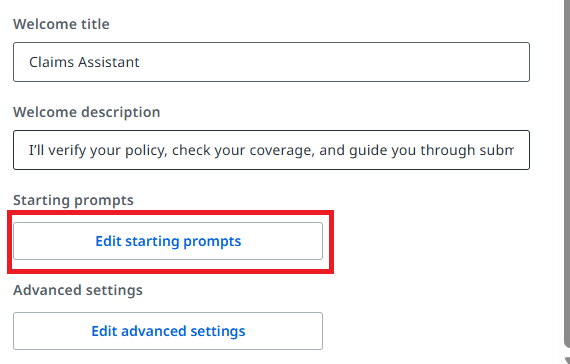 Welcome title
Claims Assistant
Welcome description
I’ll verify your policy, check your coverage, and guide you through subm
Starting prompts
Edit starting prompts
Advanced settings
Edit advanced settings